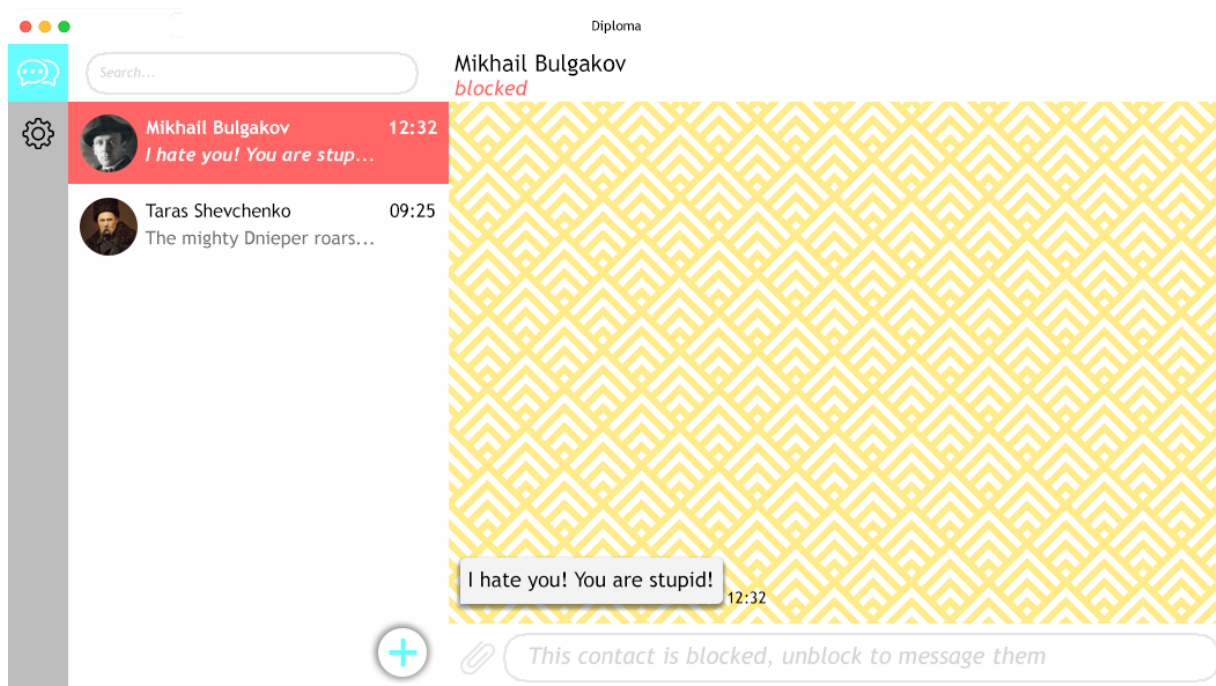 Diploma
Search...
Mikhail Bulgakov 12:32
I hate you! You are stup...
Taras Shevchenko 09:25
The mighty Dnieper roars...
Mikhail Bulgakov
blocked
I hate you! You are stupid!
12:32
This contact is blocked, unblock to message them